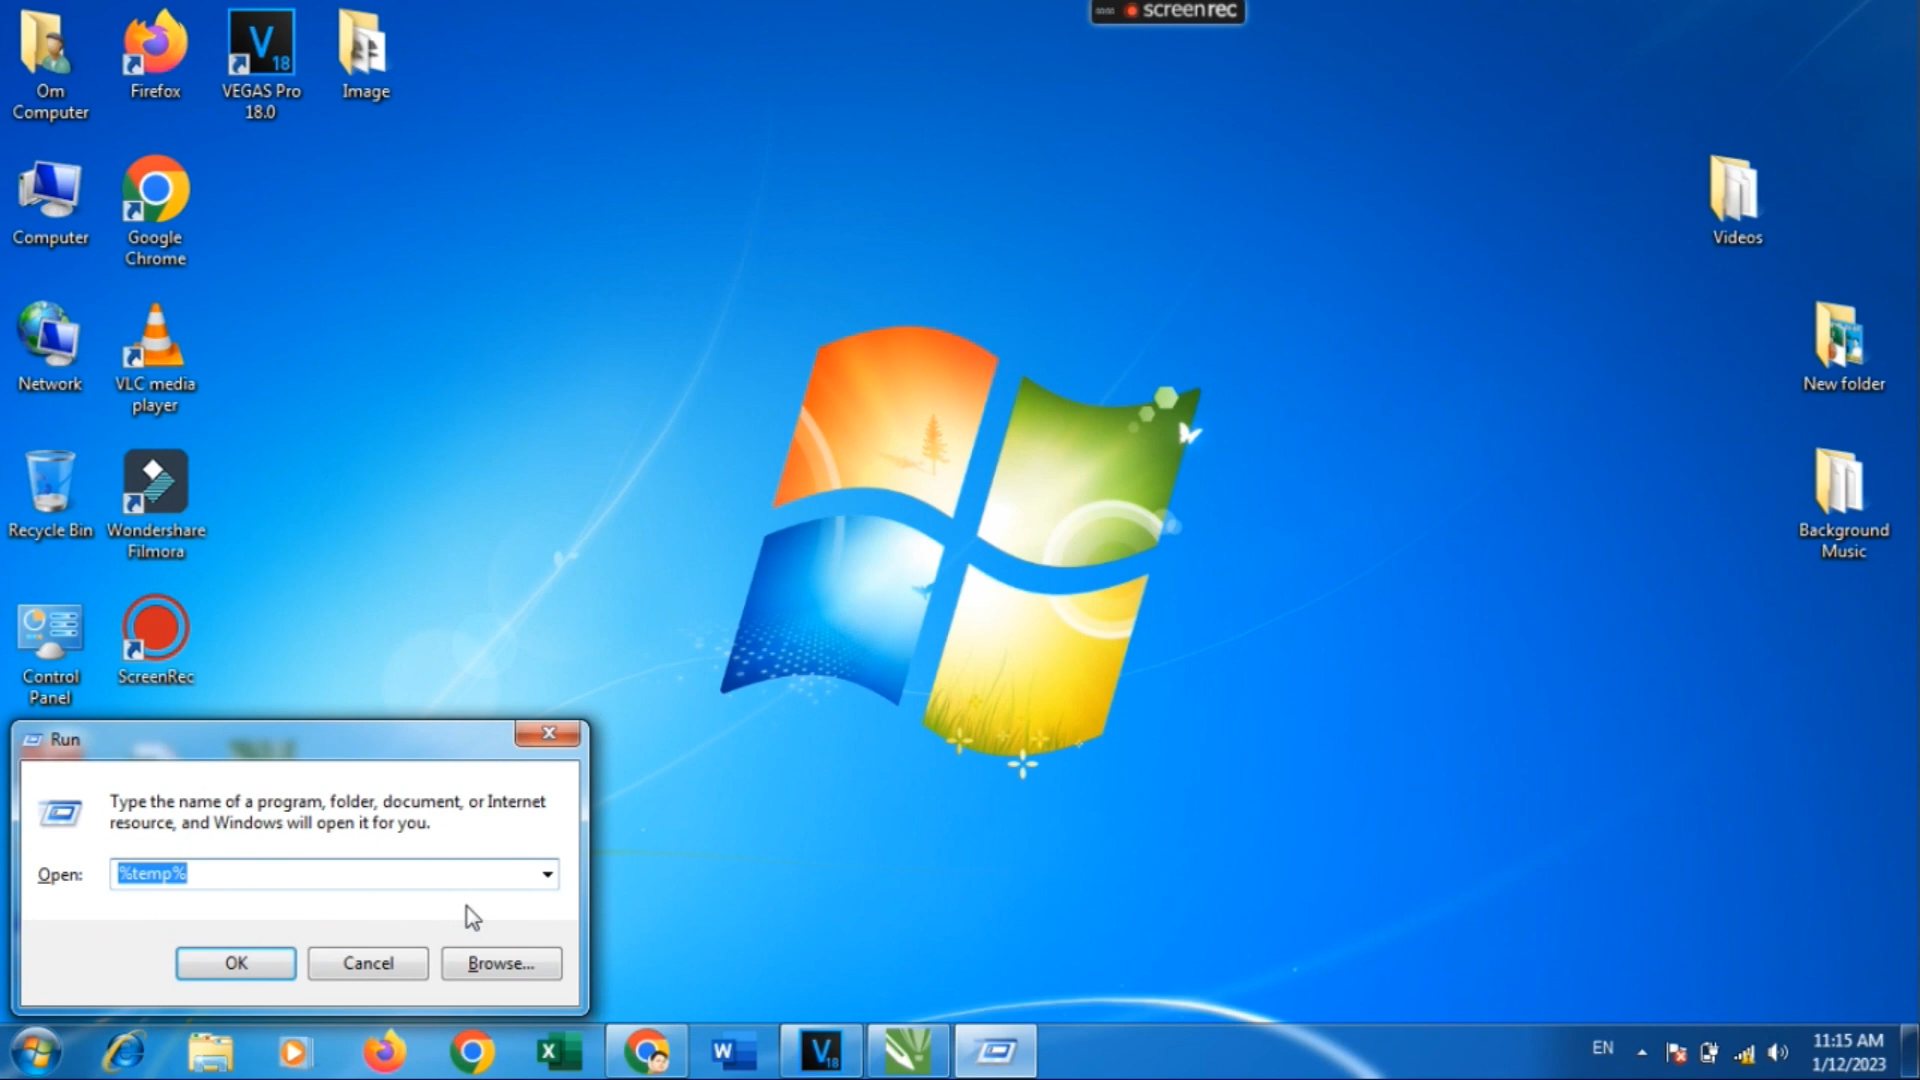 screenrec
Om
Computer
Firefox
VEGAS Pro
18.0
Image
V
18
Computer
Google
Chrome
Videos
Network
VLC media
player
New folder
Recycle Bin
Wondershare
Filmora
Background
Music
Control
Panel
ScreenRec
Run
Type the name of a program, folder, document, or Internet
resource, and Windows will open it for you.
Open:
%temp%
OK
Cancel
Browse...
X
W
V
18
EN
11:15 AM
1/12/2023